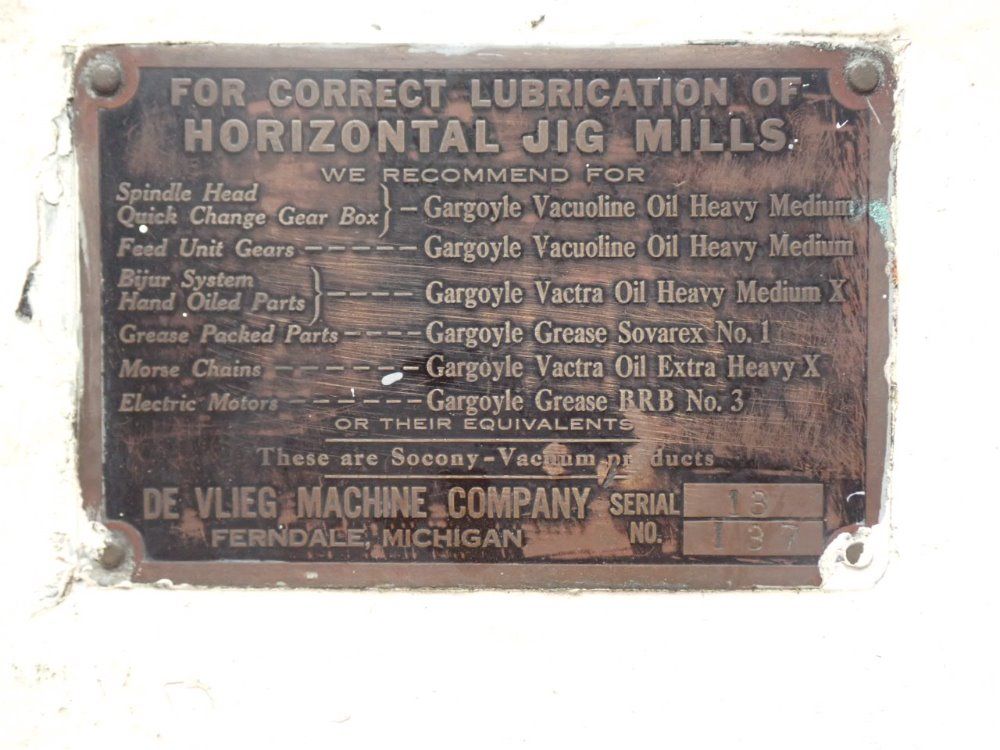 FOR CORRECT LUBRICATION OF
HORIZONTAL JIG MILLS
WE RECOMMEND FOR
Spindle Head
Quick Change Gear Box } - Gargoyle Vacuoline Oil Heavy Medium
Feed Unit Gears ----- Gargoyle Vacuoline Oil Heavy Medium
Bijur System
Hand Oiled Parts } ---- Gargoyle Vactra Oil Heavy Medium X
Grease Packed Parts ---- Gargoyle Grease Sovarex No. 1
Morse Chains ------ Gargoyle Vactra Oil Extra Heavy X
Electric Motors ------ Gargoyle Grease BRB No. 3
OR THEIR EQUIVALENTS
These are Socony-Vacuum products
DE VLIEG MACHINE COMPANY SERIAL 18
FERNDALE, MICHIGAN NO. 137